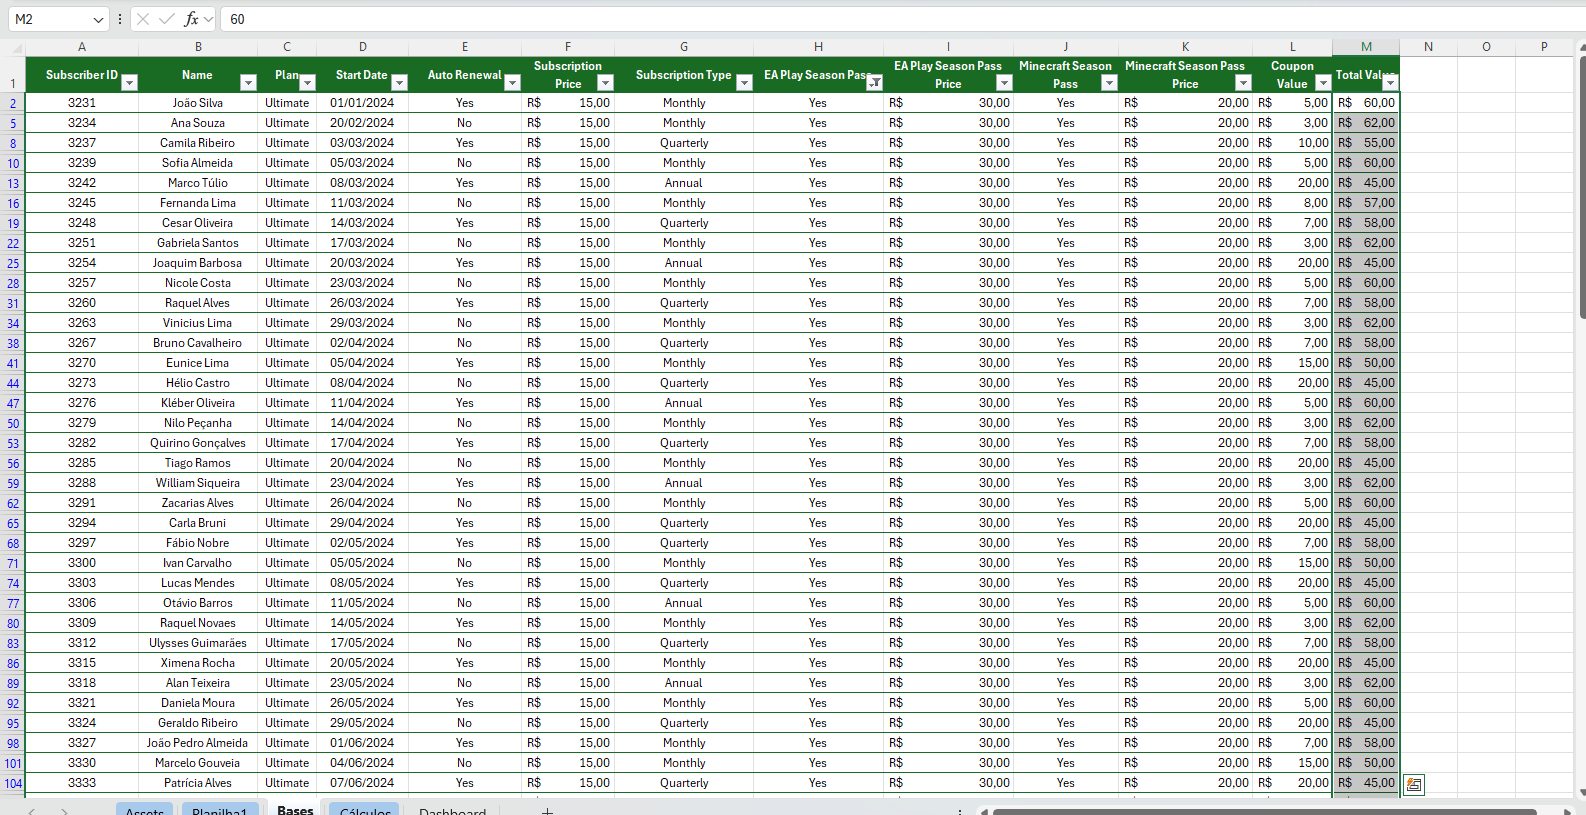 M2 fx 60
A B C D E F G H I J K L M N O P
1 Subscriber ID Name Plan Start Date Auto Renewal Subscription Price Subscription Type EA Play Season Pass EA Play Season Pass Price Minecraft Season Pass Minecraft Season Pass Price Coupon Value Total Value
2 3231 João Silva Ultimate 01/01/2024 Yes R$ 15,00 Monthly Yes R$ 30,00 Yes R$ 20,00 R$ 5,00 R$ 60,00
5 3234 Ana Souza Ultimate 20/02/2024 No R$ 15,00 Monthly Yes R$ 30,00 Yes R$ 20,00 R$ 3,00 R$ 62,00
8 3237 Camila Ribeiro Ultimate 03/03/2024 Yes R$ 15,00 Quarterly Yes R$ 30,00 Yes R$ 20,00 R$ 10,00 R$ 55,00
10 3239 Sofia Almeida Ultimate 05/03/2024 No R$ 15,00 Monthly Yes R$ 30,00 Yes R$ 20,00 R$ 5,00 R$ 60,00
13 3242 Marco Túlio Ultimate 08/03/2024 Yes R$ 15,00 Annual Yes R$ 30,00 Yes R$ 20,00 R$ 20,00 R$ 45,00
16 3245 Fernanda Lima Ultimate 11/03/2024 No R$ 15,00 Monthly Yes R$ 30,00 Yes R$ 20,00 R$ 8,00 R$ 57,00
19 3248 Cesar Oliveira Ultimate 14/03/2024 Yes R$ 15,00 Quarterly Yes R$ 30,00 Yes R$ 20,00 R$ 7,00 R$ 58,00
22 3251 Gabriela Santos Ultimate 17/03/2024 No R$ 15,00 Monthly Yes R$ 30,00 Yes R$ 20,00 R$ 3,00 R$ 62,00
25 3254 Joaquim Barbosa Ultimate 20/03/2024 Yes R$ 15,00 Annual Yes R$ 30,00 Yes R$ 20,00 R$ 20,00 R$ 45,00
28 3257 Nicole Costa Ultimate 23/03/2024 No R$ 15,00 Monthly Yes R$ 30,00 Yes R$ 20,00 R$ 5,00 R$ 60,00
31 3260 Raquel Alves Ultimate 26/03/2024 Yes R$ 15,00 Quarterly Yes R$ 30,00 Yes R$ 20,00 R$ 7,00 R$ 58,00
34 3263 Vinicius Lima Ultimate 29/03/2024 No R$ 15,00 Monthly Yes R$ 30,00 Yes R$ 20,00 R$ 3,00 R$ 62,00
38 3267 Bruno Cavalheiro Ultimate 02/04/2024 No R$ 15,00 Quarterly Yes R$ 30,00 Yes R$ 20,00 R$ 7,00 R$ 58,00
41 3270 Eunice Lima Ultimate 05/04/2024 Yes R$ 15,00 Monthly Yes R$ 30,00 Yes R$ 20,00 R$ 15,00 R$ 50,00
44 3273 Hélio Castro Ultimate 08/04/2024 No R$ 15,00 Quarterly Yes R$ 30,00 Yes R$ 20,00 R$ 20,00 R$ 45,00
47 3276 Kléber Oliveira Ultimate 11/04/2024 Yes R$ 15,00 Annual Yes R$ 30,00 Yes R$ 20,00 R$ 5,00 R$ 60,00
50 3279 Nilo Peçanha Ultimate 14/04/2024 No R$ 15,00 Monthly Yes R$ 30,00 Yes R$ 20,00 R$ 3,00 R$ 62,00
53 3282 Quirino Gonçalves Ultimate 17/04/2024 Yes R$ 15,00 Quarterly Yes R$ 30,00 Yes R$ 20,00 R$ 7,00 R$ 58,00
56 3285 Tiago Ramos Ultimate 20/04/2024 No R$ 15,00 Monthly Yes R$ 30,00 Yes R$ 20,00 R$ 20,00 R$ 45,00
59 3288 William Siqueira Ultimate 23/04/2024 Yes R$ 15,00 Annual Yes R$ 30,00 Yes R$ 20,00 R$ 3,00 R$ 62,00
62 3291 Zacarias Alves Ultimate 26/04/2024 No R$ 15,00 Monthly Yes R$ 30,00 Yes R$ 20,00 R$ 5,00 R$ 60,00
65 3294 Carla Bruni Ultimate 29/04/2024 Yes R$ 15,00 Quarterly Yes R$ 30,00 Yes R$ 20,00 R$ 20,00 R$ 45,00
68 3297 Fábio Nobre Ultimate 02/05/2024 Yes R$ 15,00 Quarterly Yes R$ 30,00 Yes R$ 20,00 R$ 7,00 R$ 58,00
71 3300 Ivan Carvalho Ultimate 05/05/2024 No R$ 15,00 Monthly Yes R$ 30,00 Yes R$ 20,00 R$ 15,00 R$ 50,00
74 3303 Lucas Mendes Ultimate 08/05/2024 Yes R$ 15,00 Quarterly Yes R$ 30,00 Yes R$ 20,00 R$ 20,00 R$ 45,00
77 3306 Otávio Barros Ultimate 11/05/2024 No R$ 15,00 Annual Yes R$ 30,00 Yes R$ 20,00 R$ 5,00 R$ 60,00
80 3309 Raquel Novaes Ultimate 14/05/2024 Yes R$ 15,00 Monthly Yes R$ 30,00 Yes R$ 20,00 R$ 3,00 R$ 62,00
83 3312 Ulysses Guimarães Ultimate 17/05/2024 No R$ 15,00 Quarterly Yes R$ 30,00 Yes R$ 20,00 R$ 7,00 R$ 58,00
86 3315 Ximena Rocha Ultimate 20/05/2024 Yes R$ 15,00 Monthly Yes R$ 30,00 Yes R$ 20,00 R$ 20,00 R$ 45,00
89 3318 Alan Teixeira Ultimate 23/05/2024 No R$ 15,00 Annual Yes R$ 30,00 Yes R$ 20,00 R$ 3,00 R$ 62,00
92 3321 Daniela Moura Ultimate 26/05/2024 Yes R$ 15,00 Monthly Yes R$ 30,00 Yes R$ 20,00 R$ 5,00 R$ 60,00
95 3324 Geraldo Ribeiro Ultimate 29/05/2024 No R$ 15,00 Quarterly Yes R$ 30,00 Yes R$ 20,00 R$ 20,00 R$ 45,00
98 3327 João Pedro Almeida Ultimate 01/06/2024 Yes R$ 15,00 Monthly Yes R$ 30,00 Yes R$ 20,00 R$ 7,00 R$ 58,00
101 3330 Marcelo Gouveia Ultimate 04/06/2024 No R$ 15,00 Monthly Yes R$ 30,00 Yes R$ 20,00 R$ 15,00 R$ 50,00
104 3333 Patrícia Alves Ultimate 07/06/2024 Yes R$ 15,00 Quarterly Yes R$ 30,00 Yes R$ 20,00 R$ 20,00 R$ 45,00
Assets Planilha1 Bases Cálculos Dashboard